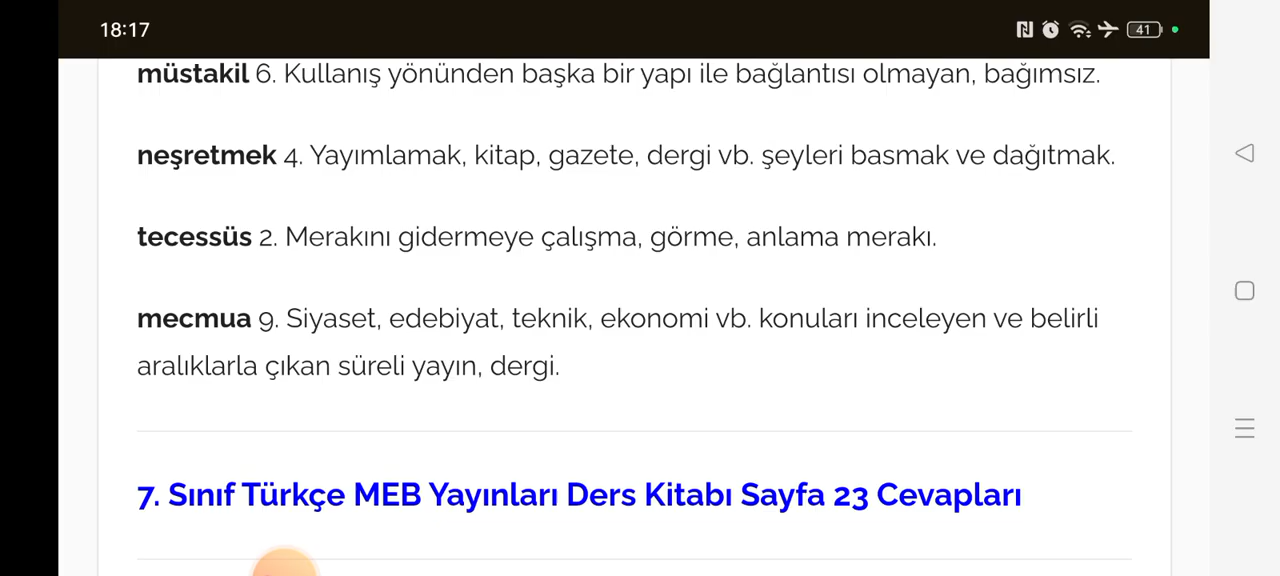 18:17
41
müstakil 6. Kullanış yönünden başka bir yapı ile bağlantısı olmayan, bağımsız.
neşretmek 4. Yayımlamak, kitap, gazete, dergi vb. şeyleri basmak ve dağıtmak.
tecessüs 2. Merakını gidermeye çalışma, görme, anlama merakı.
mecmua 9. Siyaset, edebiyat, teknik, ekonomi vb. konuları inceleyen ve belirli
aralıklarla çıkan süreli yayın, dergi.
7. Sınıf Türkçe MEB Yayınları Ders Kitabı Sayfa 23 Cevapları